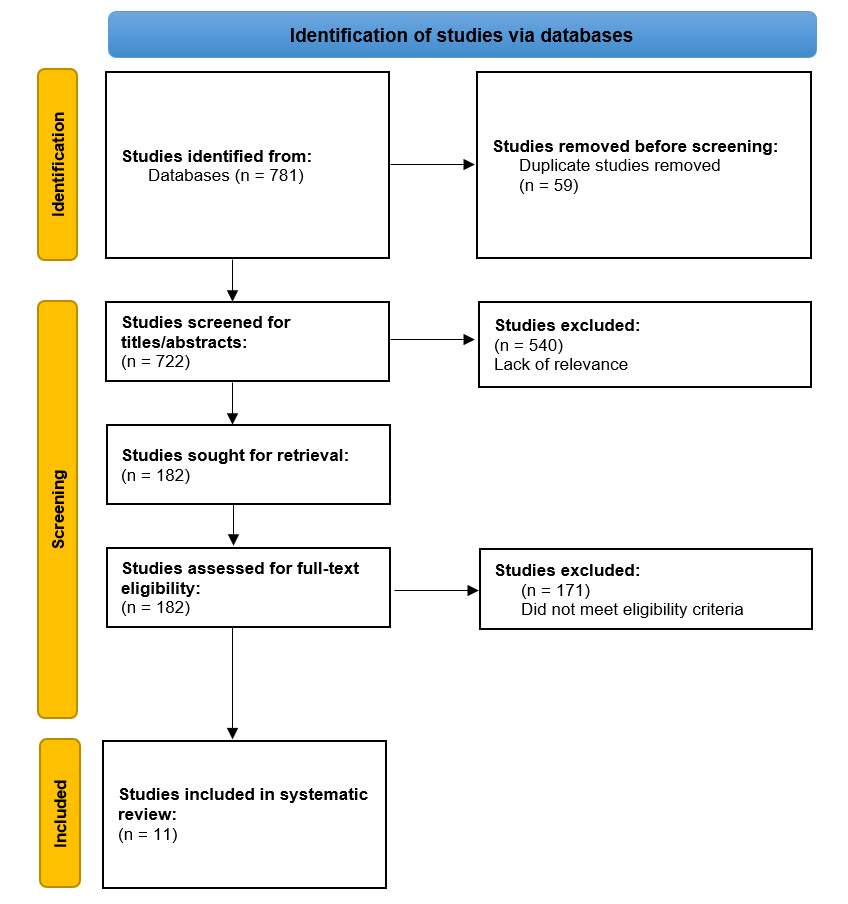 Identification of studies via databases
Identification
Studies identified from:
Databases (n = 781)
Studies removed before screening:
Duplicate studies removed
(n = 59)
Screening
Studies screened for
titles/abstracts:
(n = 722)
Studies excluded:
(n = 540)
Lack of relevance
Studies sought for retrieval:
(n = 182)
Studies assessed for full-text
eligibility:
(n = 182)
Studies excluded:
(n = 171)
Did not meet eligibility criteria
Included
Studies included in systematic
review:
(n = 11)